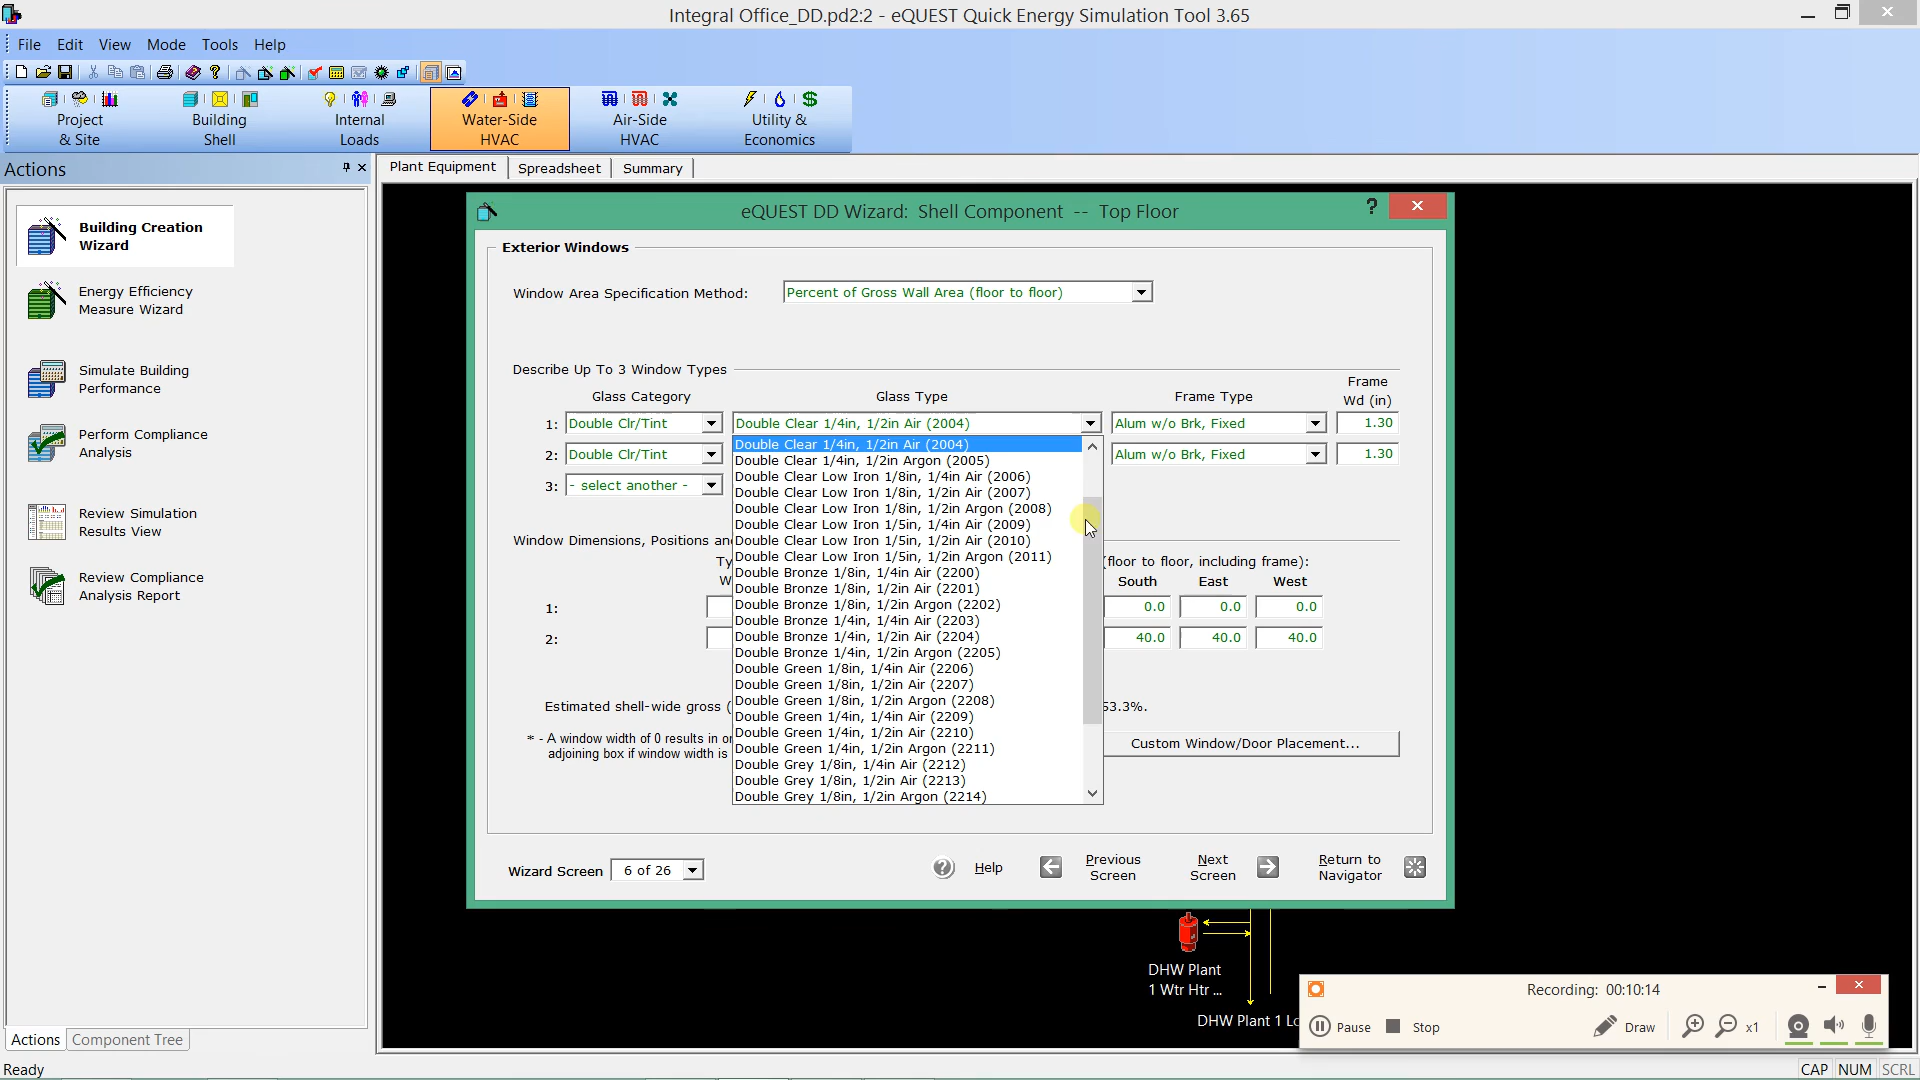 Integral Office_DD.pd2:2 - eQUEST Quick Energy Simulation Tool 3.65
File Edit View Mode Tools Help
Project & Site
Building Shell
Internal Loads
Water-Side HVAC
Air-Side HVAC
Utility & Economics
Actions
Plant Equipment Spreadsheet Summary
Building Creation Wizard
Energy Efficiency Measure Wizard
Simulate Building Performance
Perform Compliance Analysis
Review Simulation Results View
Review Compliance Analysis Report
eQUEST DD Wizard: Shell Component -- Top Floor
Exterior Windows
Window Area Specification Method: Percent of Gross Wall Area (floor to floor)
Describe Up To 3 Window Types
Glass Category Glass Type Frame Type Frame Wd (in)
1: Double Clr/Tint Double Clear 1/4in, 1/2in Air (2004) Alum w/o Brk, Fixed 1.30
2: Double Clr/Tint Alum w/o Brk, Fixed 1.30
3: - select another -
Double Clear 1/4in, 1/2in Air (2004)
Double Clear 1/4in, 1/2in Argon (2005)
Double Clear Low Iron 1/8in, 1/4in Air (2006)
Double Clear Low Iron 1/8in, 1/2in Air (2007)
Double Clear Low Iron 1/8in, 1/2in Argon (2008)
Double Clear Low Iron 1/5in, 1/4in Air (2009)
Double Clear Low Iron 1/5in, 1/2in Air (2010)
Double Clear Low Iron 1/5in, 1/2in Argon (2011)
Double Bronze 1/8in, 1/4in Air (2200)
Double Bronze 1/8in, 1/2in Air (2201)
Double Bronze 1/8in, 1/2in Argon (2202)
Double Bronze 1/4in, 1/4in Air (2203)
Double Bronze 1/4in, 1/2in Air (2204)
Double Bronze 1/4in, 1/2in Argon (2205)
Double Green 1/8in, 1/4in Air (2206)
Double Green 1/8in, 1/2in Air (2207)
Double Green 1/8in, 1/2in Argon (2208)
Double Green 1/4in, 1/4in Air (2209)
Double Green 1/4in, 1/2in Air (2210)
Double Green 1/4in, 1/2in Argon (2211)
Double Grey 1/8in, 1/4in Air (2212)
Double Grey 1/8in, 1/2in Air (2213)
Double Grey 1/8in, 1/2in Argon (2214)
Window Dimensions, Positions
(floor to floor, including frame):
South East West
1: 0.0 0.0 0.0
2: 40.0 40.0 40.0
Estimated shell-wide gross ( 53.3%.
* - A window width of 0 results in
adjoining box if window width is
Custom Window/Door Placement...
Wizard Screen 6 of 26
Help
Previous Screen
Next Screen
Return to Navigator
DHW Plant
1 Wtr Htr ...
DHW Plant 1
Recording: 00:10:14
Pause Stop Draw x1
Actions Component Tree
Ready
CAP NUM SCRL